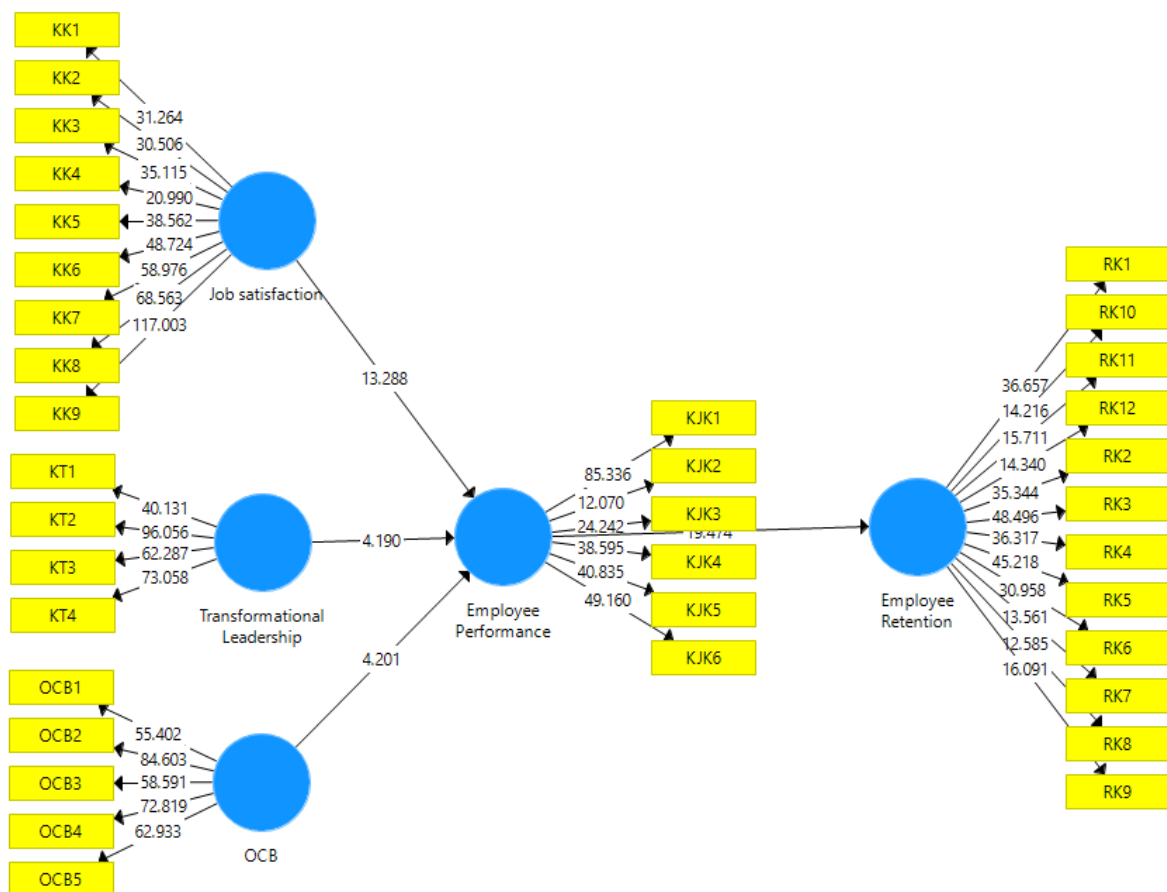 KK1
KK2
KK3
KK4
KK5
KK6
KK7
KK8
KK9
31.264
30.506
35.115
20.990
38.562
48.724
58.976
68.563
117.003
Job satisfaction
13.288
KT1
KT2
KT3
KT4
40.131
96.056
62.287
73.058
Transformational
Leadership
4.190
OCB1
OCB2
OCB3
OCB4
OCB5
55.402
84.603
58.591
72.819
62.933
OCB
4.201
Employee
Performance
85.336
12.070
24.242
38.595
40.835
49.160
KJK1
KJK2
KJK3
KJK4
KJK5
KJK6
19.474
Employee
Retention
36.657
14.216
15.711
14.340
35.344
48.496
36.317
45.218
30.958
13.561
12.585
16.091
RK1
RK10
RK11
RK12
RK2
RK3
RK4
RK5
RK6
RK7
RK8
RK9